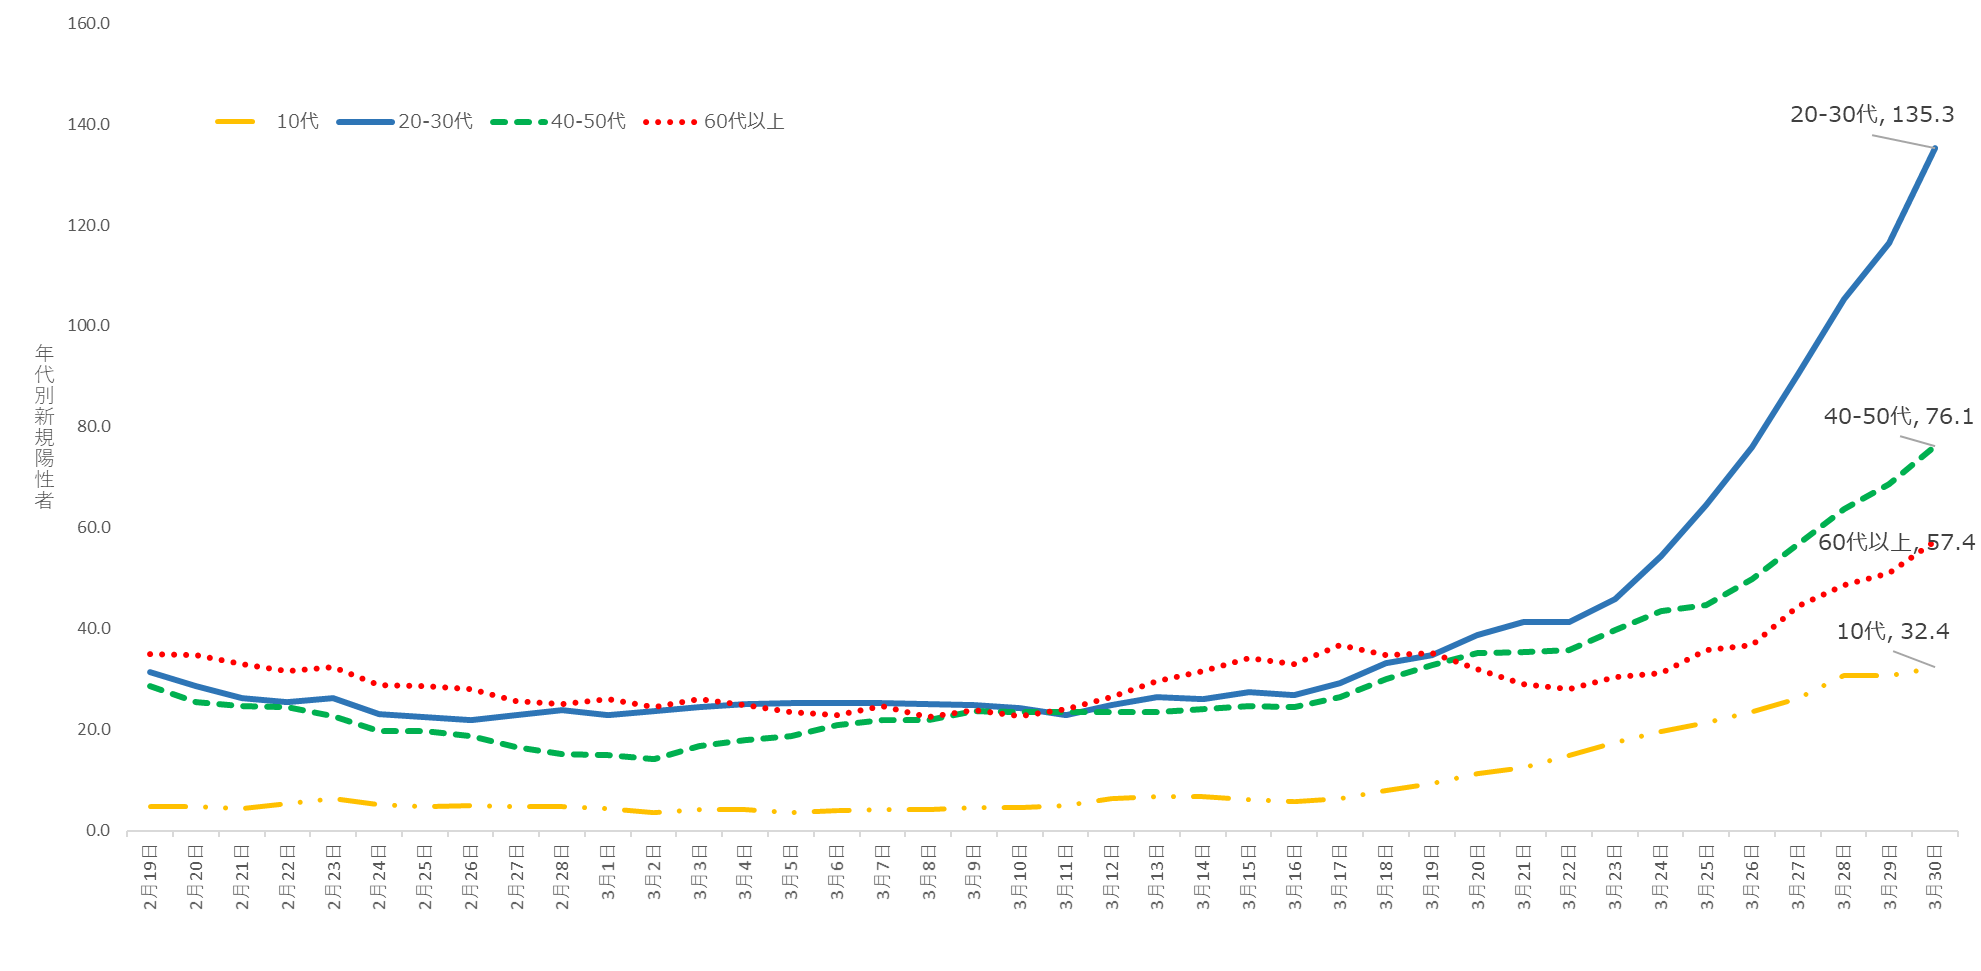 160.0
140.0
120.0
100.0
80.0
60.0
40.0
20.0
0.0
年代別新規陽性者
10代
20-30代
40-50代
60代以上
20-30代, 135.3
40-50代, 76.1
60代以上, 57.4
10代, 32.4
2月19日
2月20日
2月21日
2月22日
2月23日
2月24日
2月25日
2月26日
2月27日
2月28日
3月1日
3月2日
3月3日
3月4日
3月5日
3月6日
3月7日
3月8日
3月9日
3月10日
3月11日
3月12日
3月13日
3月14日
3月15日
3月16日
3月17日
3月18日
3月19日
3月20日
3月21日
3月22日
3月23日
3月24日
3月25日
3月26日
3月27日
3月28日
3月29日
3月30日